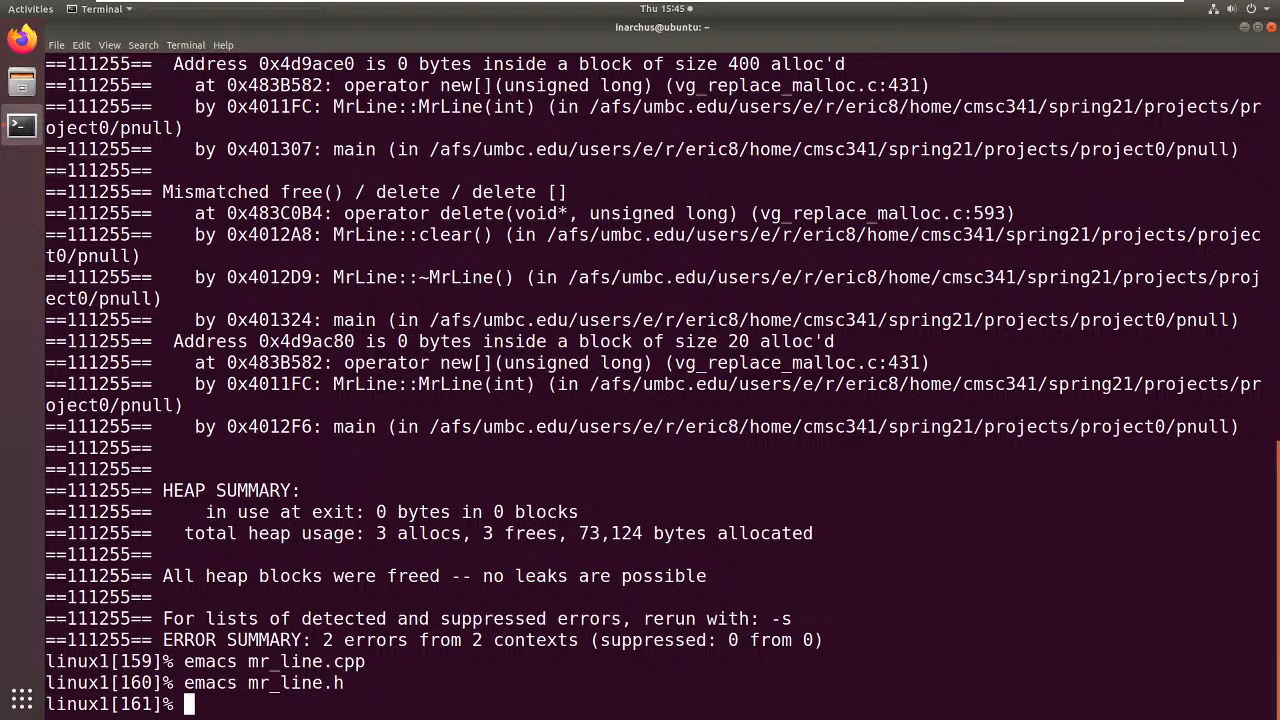 Activities
Terminal
Thu 15:45
inarchus@ubuntu: ~
File Edit View Search Terminal Help
==111255==  Address 0x4d9ace0 is 0 bytes inside a block of size 400 alloc'd
==111255==    at 0x483B582: operator new[](unsigned long) (vg_replace_malloc.c:431)
==111255==    by 0x4011FC: MrLine::MrLine(int) (in /afs/umbc.edu/users/e/r/eric8/home/cmsc341/spring21/projects/pr
oject0/pnull)
==111255==    by 0x401307: main (in /afs/umbc.edu/users/e/r/eric8/home/cmsc341/spring21/projects/project0/pnull)
==111255==
==111255== Mismatched free() / delete / delete []
==111255==    at 0x483C0B4: operator delete(void*, unsigned long) (vg_replace_malloc.c:593)
==111255==    by 0x4012A8: MrLine::clear() (in /afs/umbc.edu/users/e/r/eric8/home/cmsc341/spring21/projects/projec
t0/pnull)
==111255==    by 0x4012D9: MrLine::~MrLine() (in /afs/umbc.edu/users/e/r/eric8/home/cmsc341/spring21/projects/proj
ect0/pnull)
==111255==    by 0x401324: main (in /afs/umbc.edu/users/e/r/eric8/home/cmsc341/spring21/projects/project0/pnull)
==111255==  Address 0x4d9ac80 is 0 bytes inside a block of size 20 alloc'd
==111255==    at 0x483B582: operator new[](unsigned long) (vg_replace_malloc.c:431)
==111255==    by 0x4011FC: MrLine::MrLine(int) (in /afs/umbc.edu/users/e/r/eric8/home/cmsc341/spring21/projects/pr
oject0/pnull)
==111255==    by 0x4012F6: main (in /afs/umbc.edu/users/e/r/eric8/home/cmsc341/spring21/projects/project0/pnull)
==111255==
==111255==
==111255== HEAP SUMMARY:
==111255==     in use at exit: 0 bytes in 0 blocks
==111255==   total heap usage: 3 allocs, 3 frees, 73,124 bytes allocated
==111255==
==111255== All heap blocks were freed -- no leaks are possible
==111255==
==111255== For lists of detected and suppressed errors, rerun with: -s
==111255== ERROR SUMMARY: 2 errors from 2 contexts (suppressed: 0 from 0)
linux1[159]% emacs mr_line.cpp
linux1[160]% emacs mr_line.h
linux1[161]%